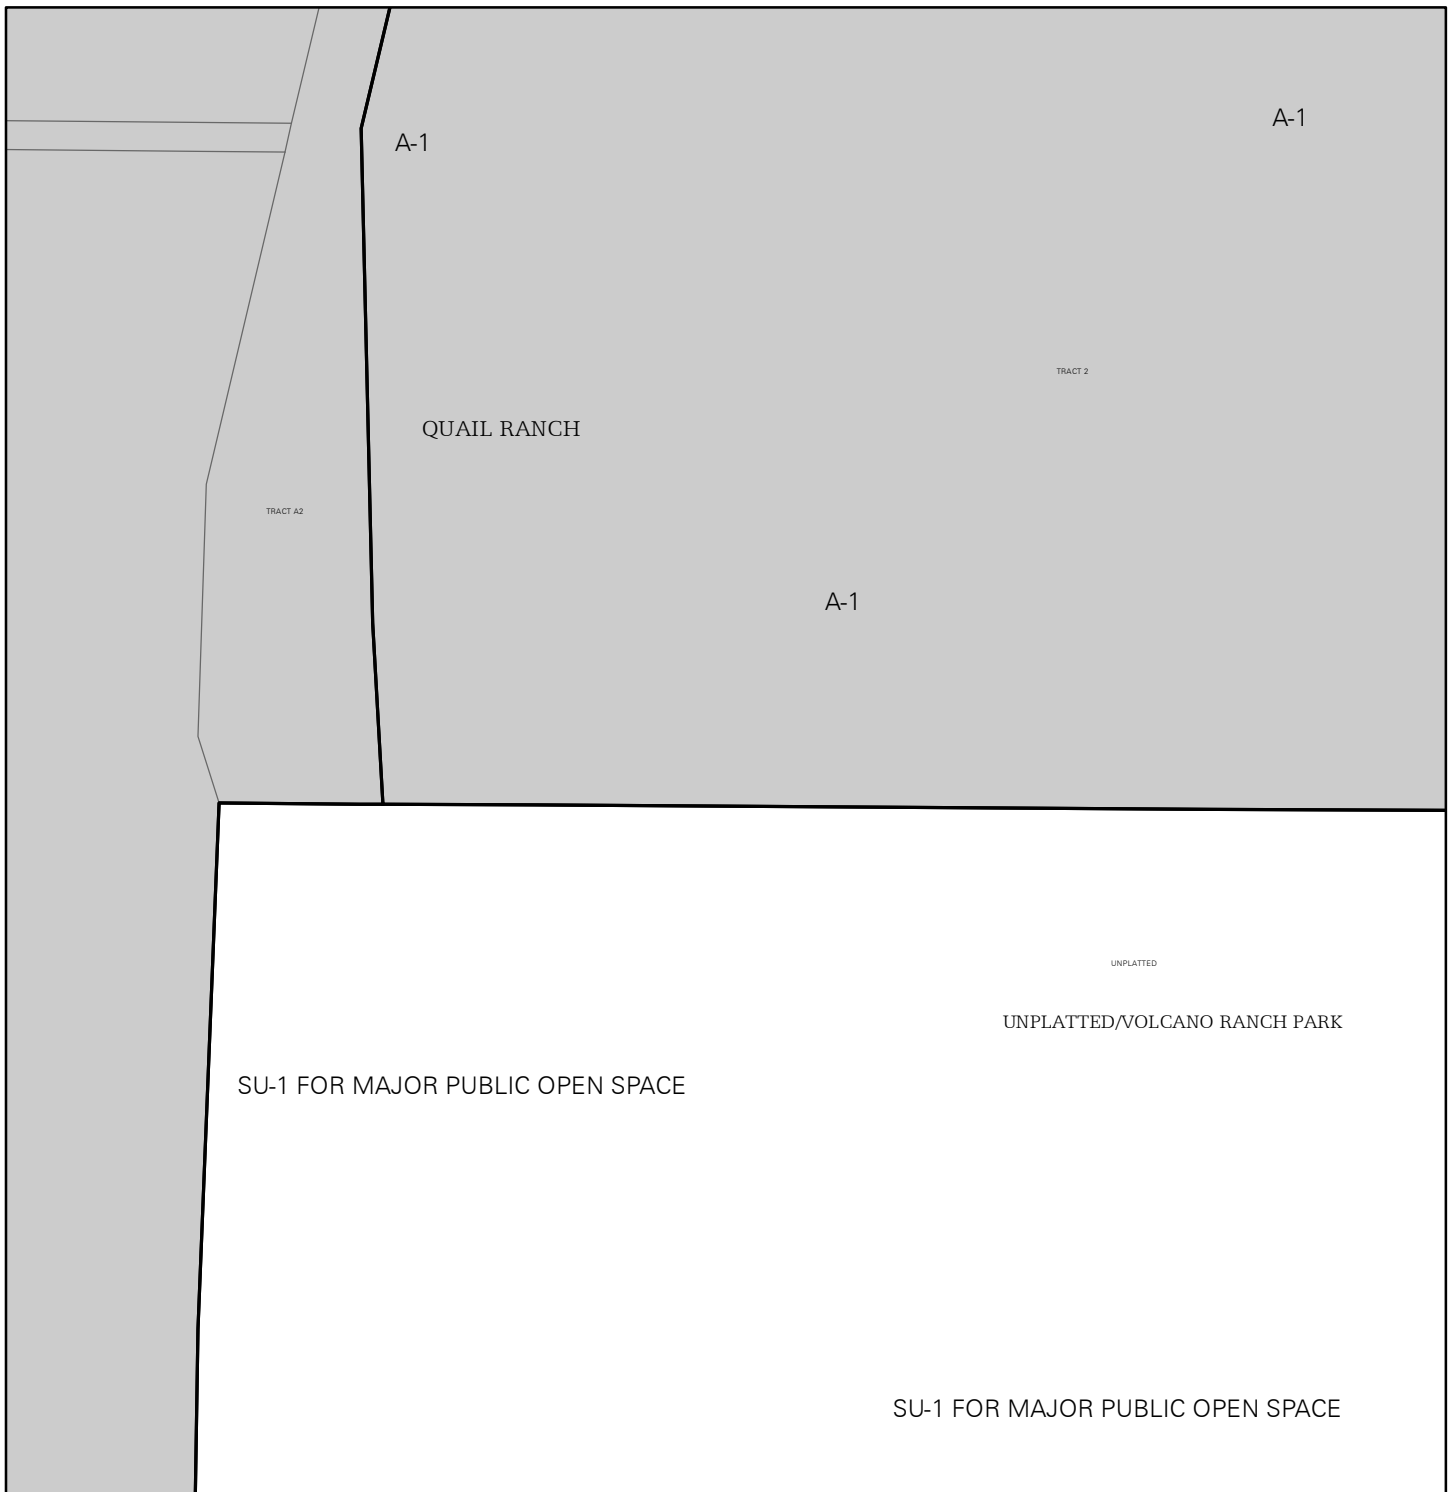 A-1
A-1
TRACT 2
QUAIL RANCH
TRACT A2
A-1
UNPLATTED
UNPLATTED/VOLCANO RANCH PARK
SU-1 FOR MAJOR PUBLIC OPEN SPACE
SU-1 FOR MAJOR PUBLIC OPEN SPACE